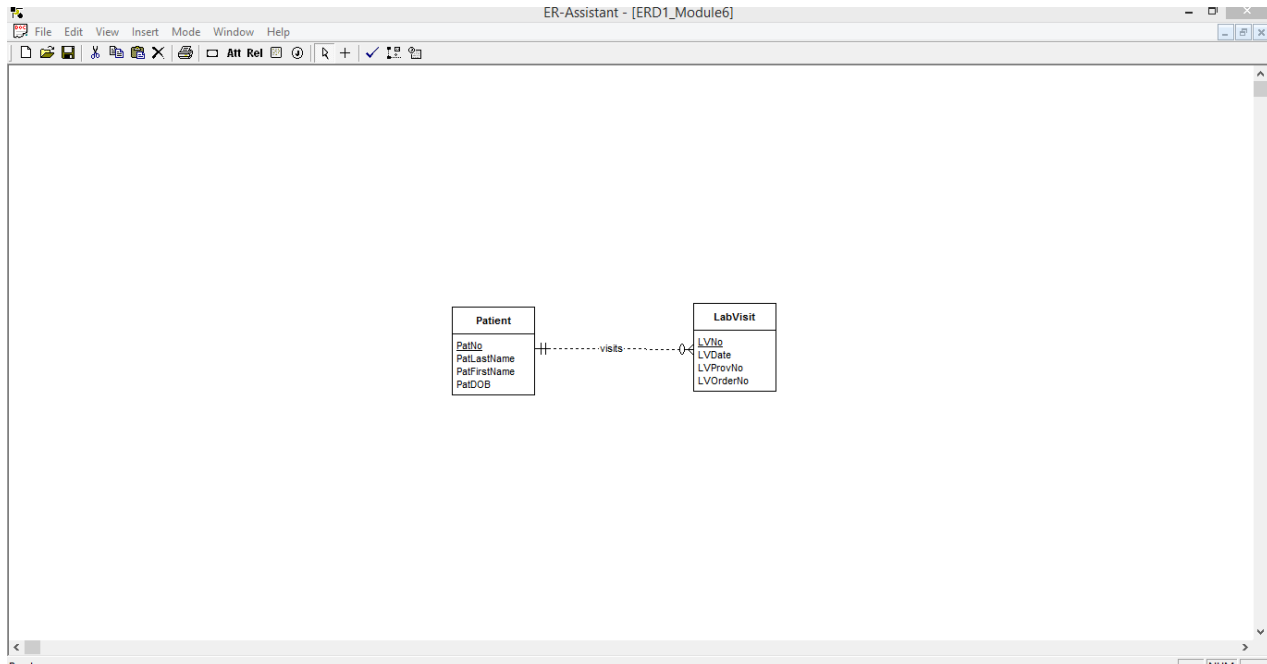 ER-Assistant - [ERD1_Module6]
File Edit View Insert Mode Window Help
Att Rel
Patient
PatNo
PatLastName
PatFirstName
PatDOB
visits
LabVisit
LVNo
LVDate
LVProvNo
LVOrderNo
NUM